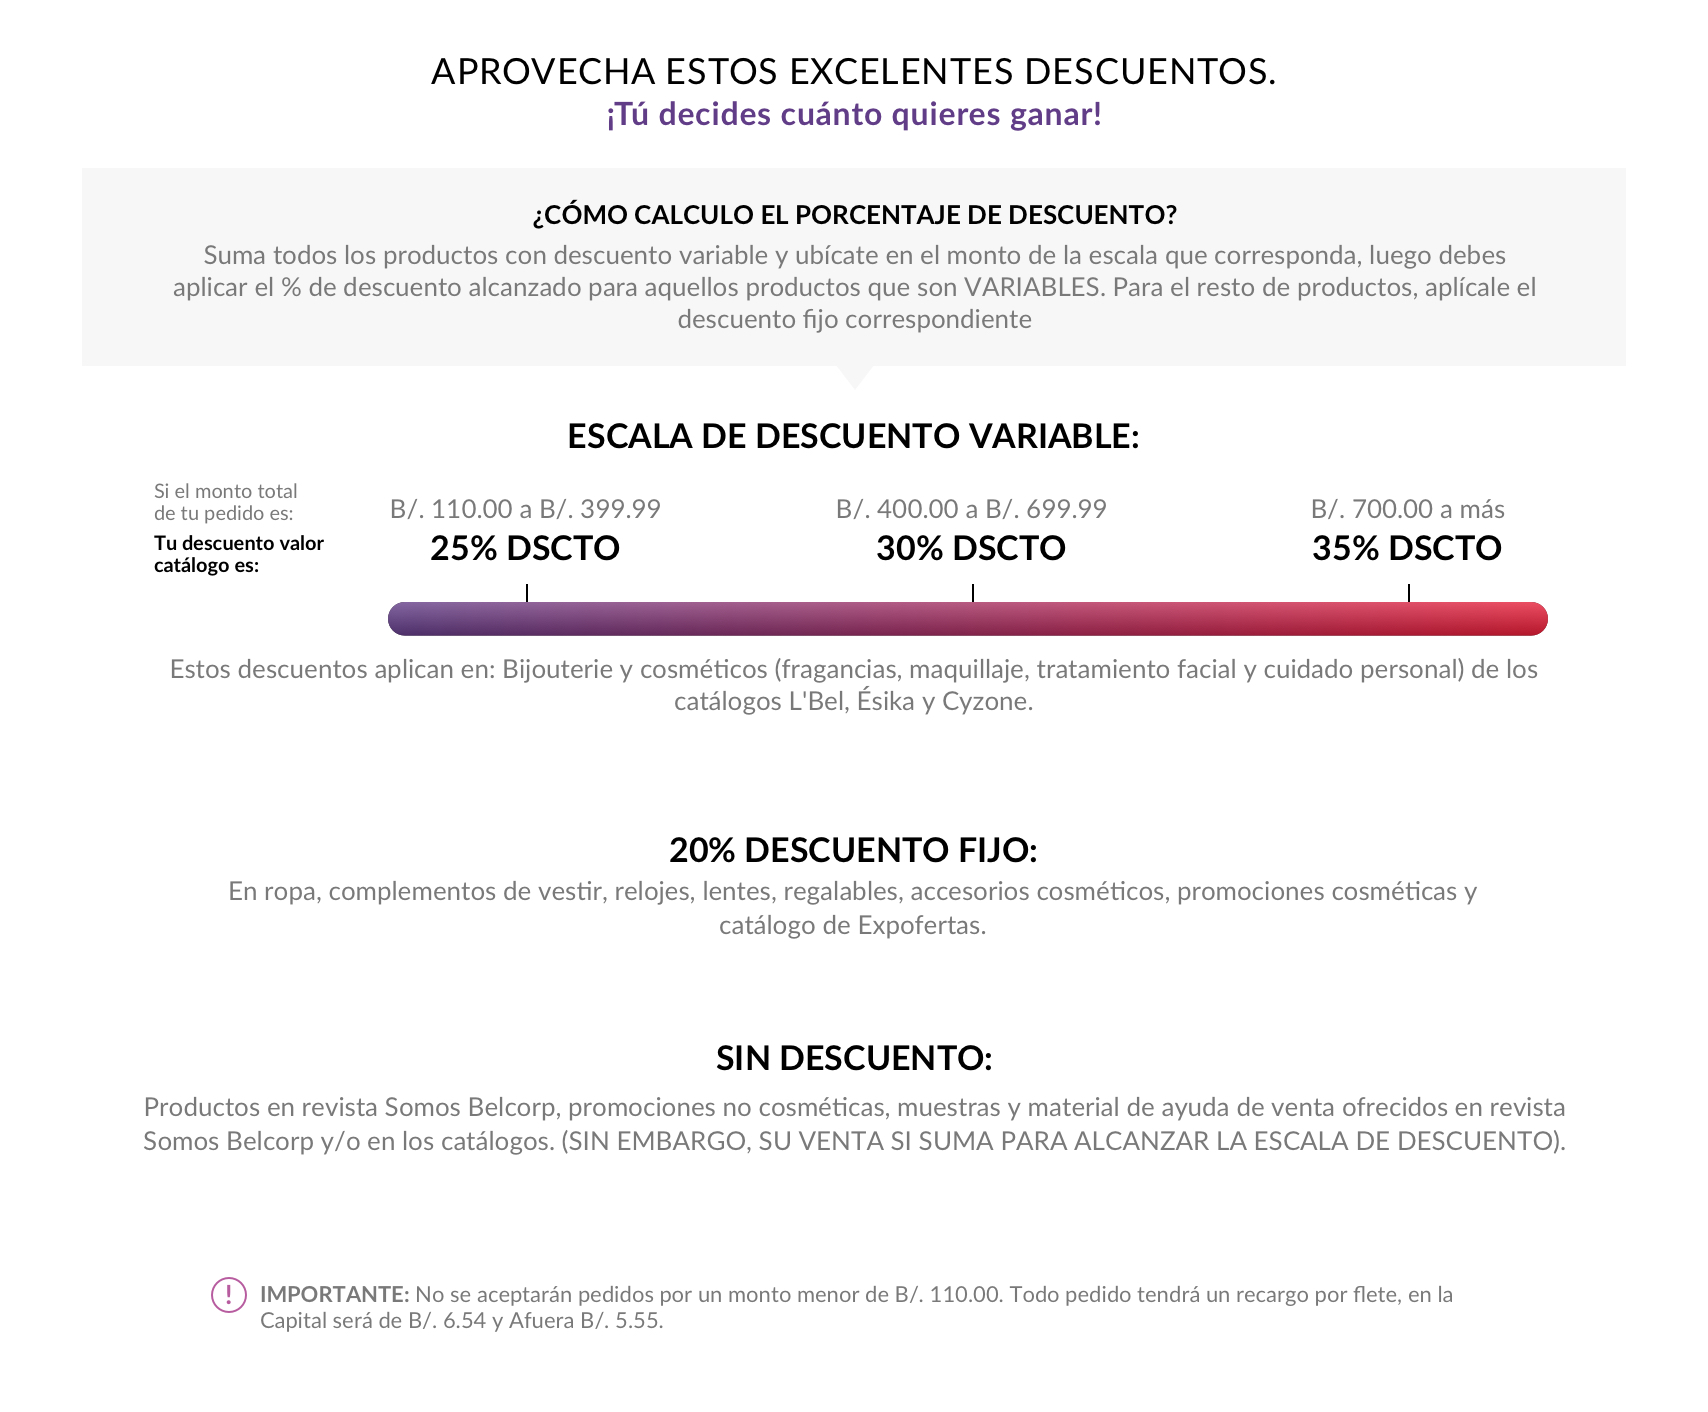 APROVECHA ESTOS EXCELENTES DESCUENTOS.
¡Tú decides cuánto quieres ganar!
¿CÓMO CALCULO EL PORCENTAJE DE DESCUENTO?
Suma todos los productos con descuento variable y ubícate en el monto de la escala que corresponda, luego debes
aplicar el % de descuento alcanzado para aquellos productos que son VARIABLES. Para el resto de productos, aplícale el
descuento fijo correspondiente
ESCALA DE DESCUENTO VARIABLE:
Si el monto total
de tu pedido es:
B/. 110.00 a B/. 399.99
B/. 400.00 a B/. 699.99
B/. 700.00 a más
Tu descuento valor
catálogo es:
25% DSCTO
30% DSCTO
35% DSCTO
Estos descuentos aplican en: Bijouterie y cosméticos (fragancias, maquillaje, tratamiento facial y cuidado personal) de los
catálogos L'Bel, Ésika y Cyzone.
20% DESCUENTO FIJO:
En ropa, complementos de vestir, relojes, lentes, regalables, accesorios cosméticos, promociones cosméticas y
catálogo de Expofertas.
SIN DESCUENTO:
Productos en revista Somos Belcorp, promociones no cosméticas, muestras y material de ayuda de venta ofrecidos en revista
Somos Belcorp y/o en los catálogos. (SIN EMBARGO, SU VENTA SI SUMA PARA ALCANZAR LA ESCALA DE DESCUENTO).
! IMPORTANTE: No se aceptarán pedidos por un monto menor de B/. 110.00. Todo pedido tendrá un recargo por flete, en la
Capital será de B/. 6.54 y Afuera B/. 5.55.